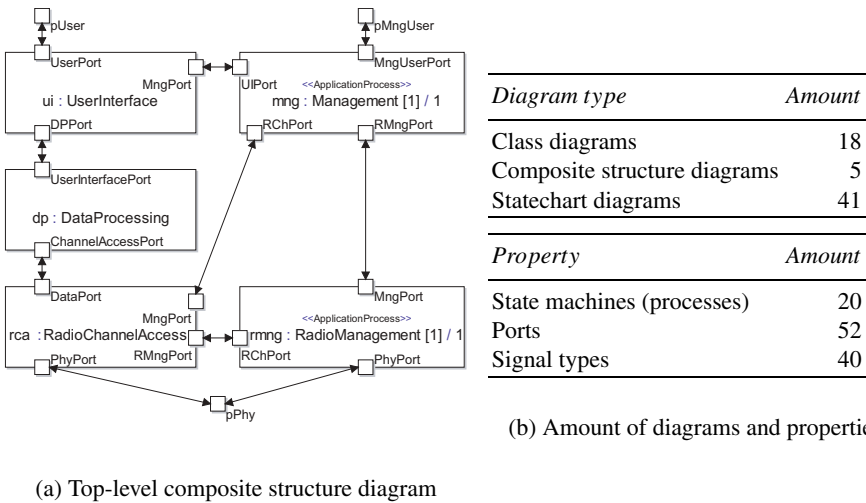 pUser
pMngUser
UserPort
MngPort
ui : UserInterface
DPPort
MngUserPort
UIPort
<<ApplicationProcess>>
mng : Management [1] / 1
RChPort
RMngPort
UserInterfacePort
dp : DataProcessing
ChannelAccessPort
DataPort
MngPort
rca :RadioChannelAccess
RMngPort
PhyPort
MngPort
<<ApplicationProcess>>
rmng : RadioManagement [1] / 1
RChPort
PhyPort
pPhy
(a) Top-level composite structure diagram
Diagram type Amount
Class diagrams 18
Composite structure diagrams 5
Statechart diagrams 41
Property Amount
State machines (processes) 20
Ports 52
Signal types 40
(b) Amount of diagrams and propertie